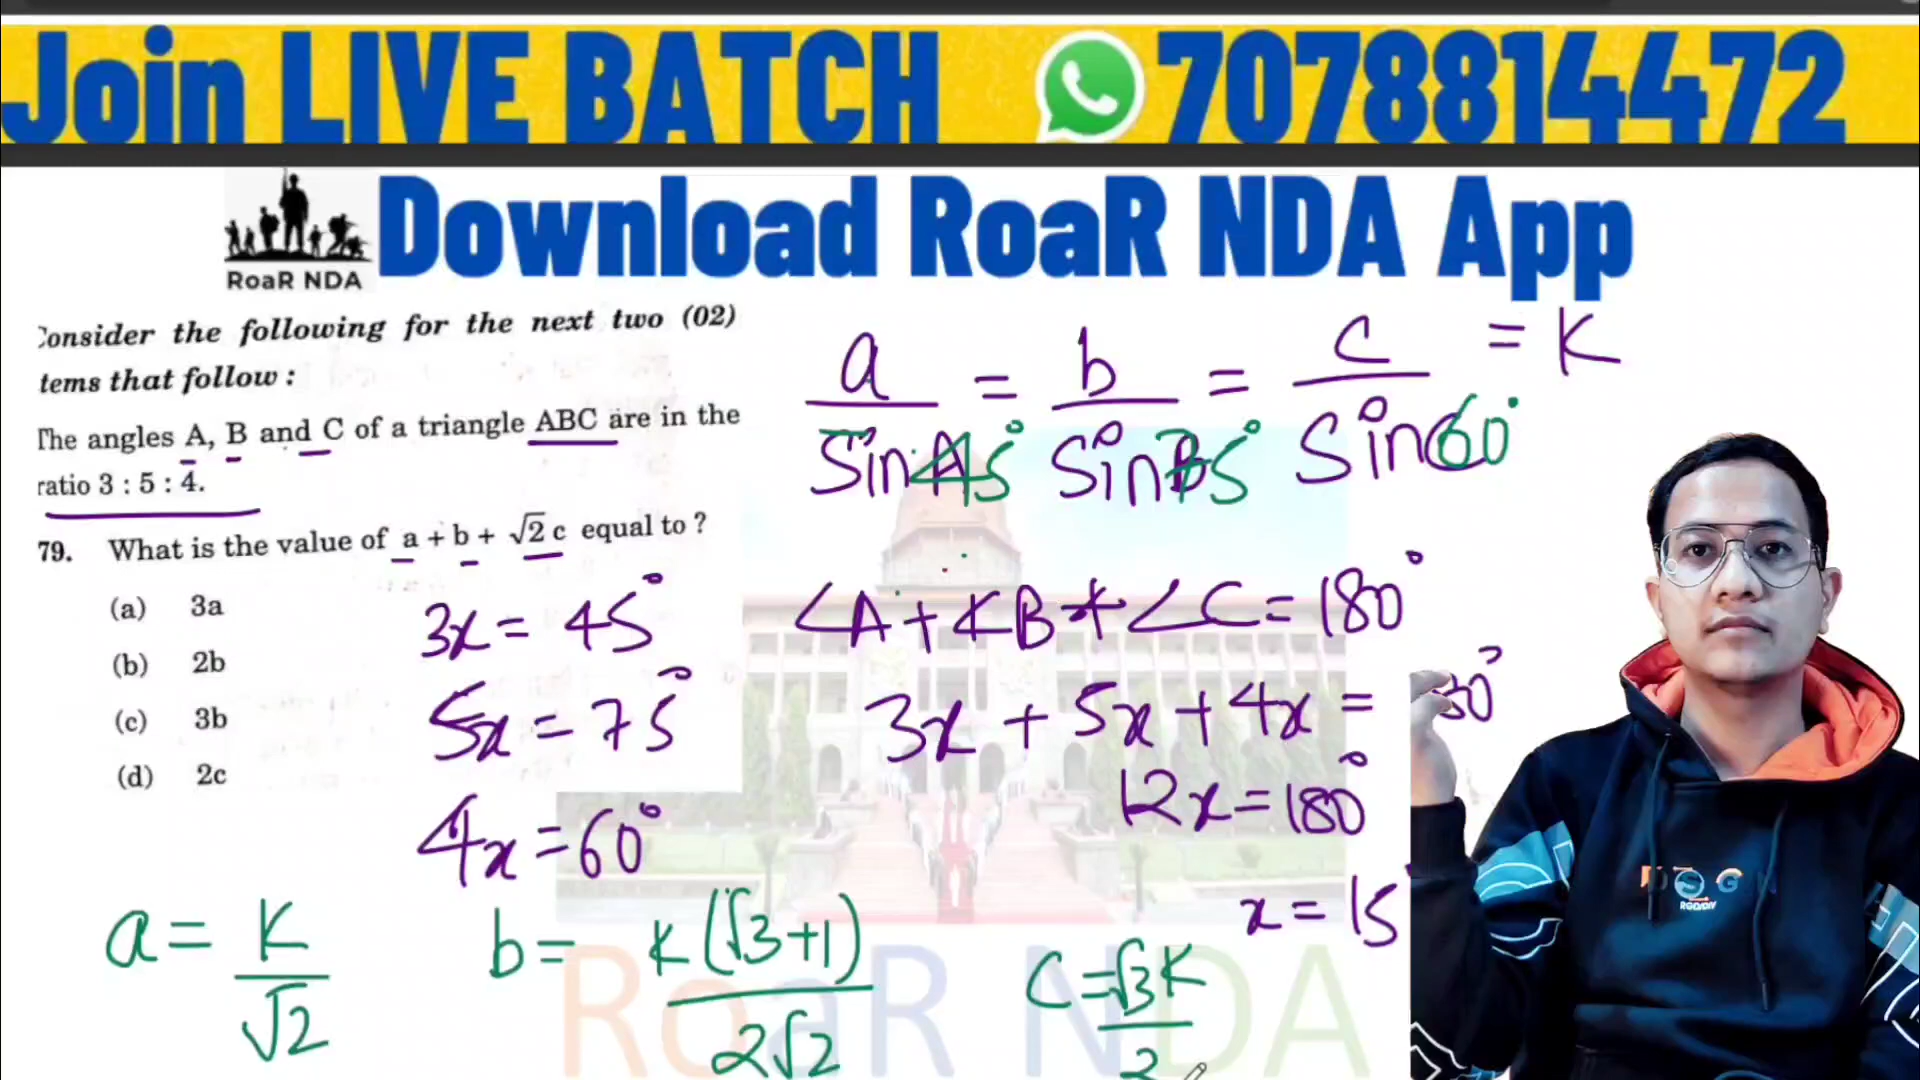 Join LIVE BATCH 7078814472
Download RoaR NDA App
RoaR NDA
Consider the following for the next two (02)
tems that follow :
The angles A, B and C of a triangle ABC are in the
ratio 3 : 5 : 4.
79. What is the value of a + b + √2 c equal to ?
(a) 3a
(b) 2b
(c) 3b
(d) 2c
a/Sin45° = b/Sin75° = c/Sin60° = K
∠A + ∠B + ∠C = 180°
3x + 5x + 4x = 80°
12x = 180°
x = 15
3x = 45°
5x = 75°
4x = 60°
a = K/√2
b = K(√3+1)/2√2
C = √3K/2
RoaR NDA